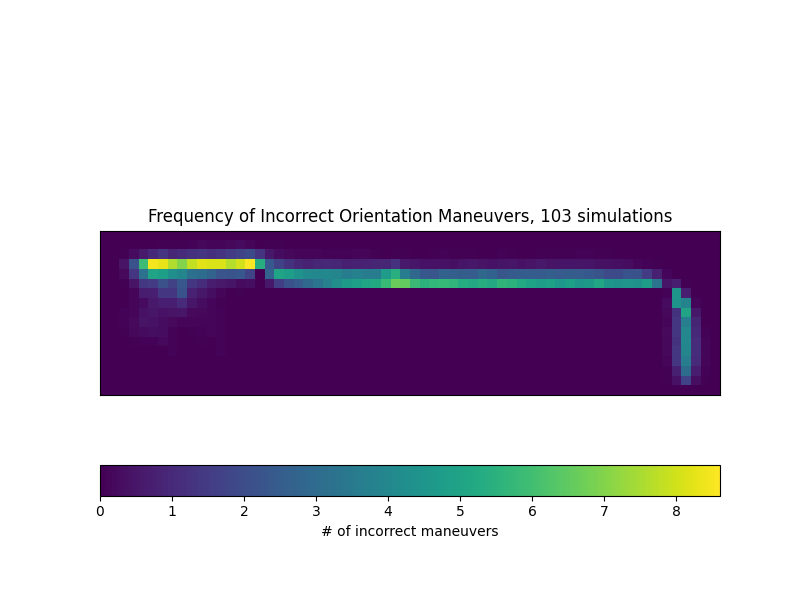 Frequency of Incorrect Orientation Maneuvers, 103 simulations
0 1 2 3 4 5 6 7 8
# of incorrect maneuvers